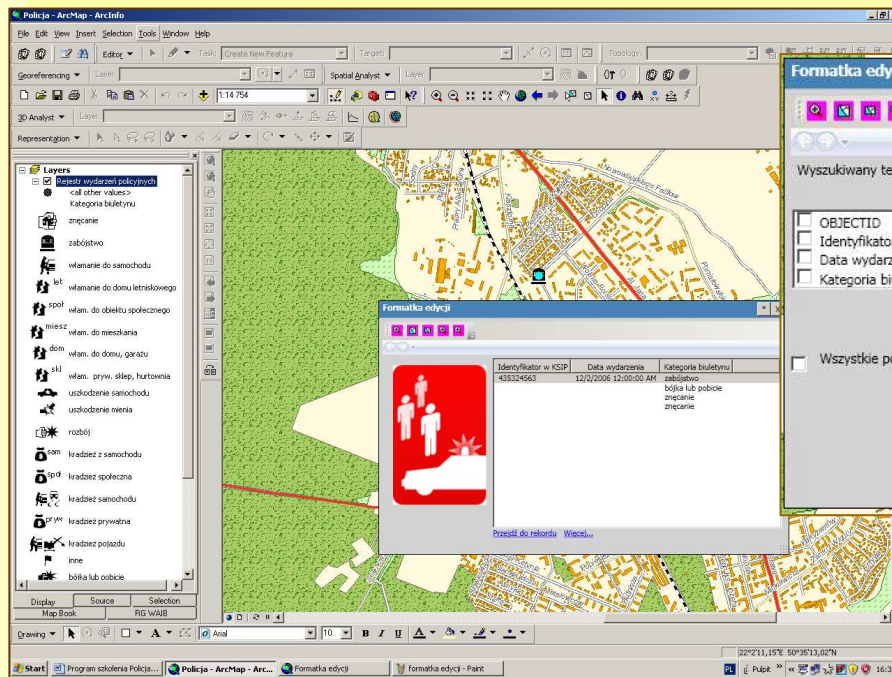 Policja - ArcMap - ArcInfo
File Edit View Insert Selection Tools Window Help
Editor Task: Create New Feature Target: Topology:
Georeferencing Layer: Spatial Analyst Layer:
1:14 754
3D Analyst Layer:
Representation
Layers
Rejestr wydarzeń policyjnych
<all other values>
Kategoria biuletynu
znęcanie
zabójstwo
włamanie do samochodu
let włamanie do domu letniskowego
społ włam. do obiektu społecznego
miesz włam. do mieszkania
dom włam. do domu, garażu
skl włam. pryw. sklep, hurtownia
uszkodzenie samochodu
uszkodzenie mienia
rozbój
sam kradzież z samochodu
społ kradzież społeczna
kradzież samochodu
pryw kradzież prywatna
kradzież pojazdu
inne
bójka lub pobicie
Display Source Selection
Map Book RG WAIB
Formatka edycji
Identyfikator w KSIP Data wydarzenia Kategoria biuletynu
435324563 12/2/2006 12:00:00 AM zabójstwo
bójka lub pobicie
znęcanie
znęcanie
Przejdź do rekordu Więcej...
Formatka edy
Wyszukiwany te
OBJECTID
Identyfikato
Data wydarz
Kategoria bi
Wszystkie po
Drawing A Arial 10 B I U A
22°2'11,15"E 50°35'13,02"N
Start Program szkolenia Policja... Policja - ArcMap - Arc... Formatka edycji formatka edycji - Paint PL Pulpit 16:3